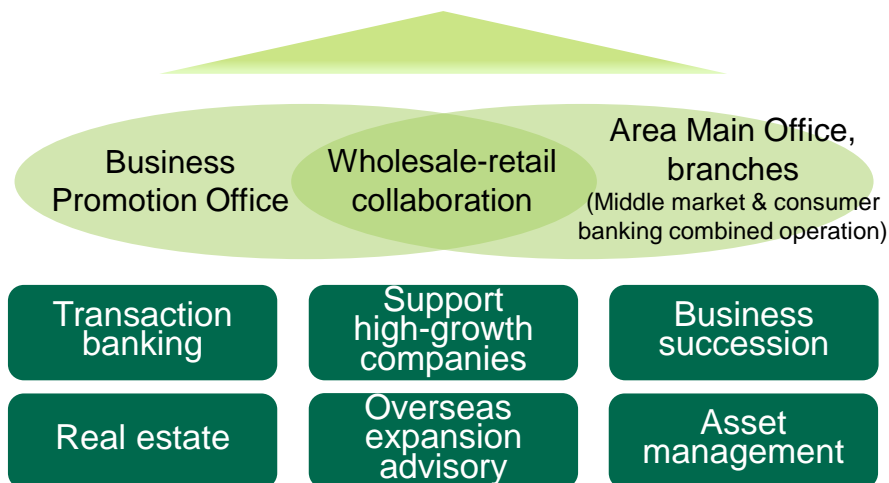 Business
Promotion Office
Wholesale-retail
collaboration
Area Main Office,
branches
(Middle market & consumer
banking combined operation)
Transaction
banking
Support
high-growth
companies
Business
succession
Real estate
Overseas
expansion
advisory
Asset
management